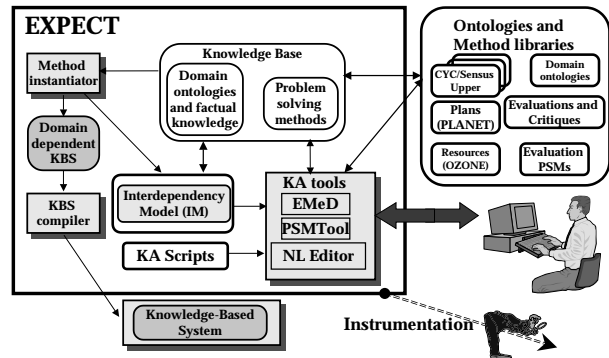 EXPECT
Method
instantiator
Knowledge Base
Domain
ontologies
and factual
knowledge
Problem
solving
methods
Domain
dependent
KBS
KBS
compiler
Interdependency
Model (IM)
KA Scripts
KA tools
EMeD
PSMTool
NL Editor
Knowledge-Based
System
Ontologies and
Method libraries
CYC/Sensus
Upper
Domain
ontologies
Plans
(PLANET)
Evaluations and
Critiques
Resources
(OZONE)
Evaluation
PSMs
Instrumentation